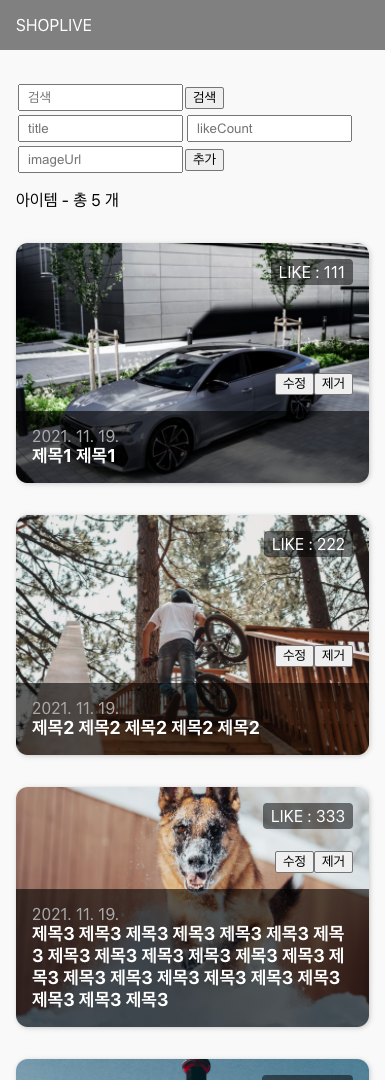 SHOPLIVE
검색 검색
title likeCount
imageUrl 추가
아이템 - 총 5 개
LIKE : 111
수정 제거
2021. 11. 19.
제목1 제목1
LIKE : 222
수정 제거
2021. 11. 19.
제목2 제목2 제목2 제목2 제목2
LIKE : 333
수정 제거
2021. 11. 19.
제목3 제목3 제목3 제목3 제목3 제목3 제목
3 제목3 제목3 제목3 제목3 제목3 제목3 제
목3 제목3 제목3 제목3 제목3 제목3 제목3
제목3 제목3 제목3